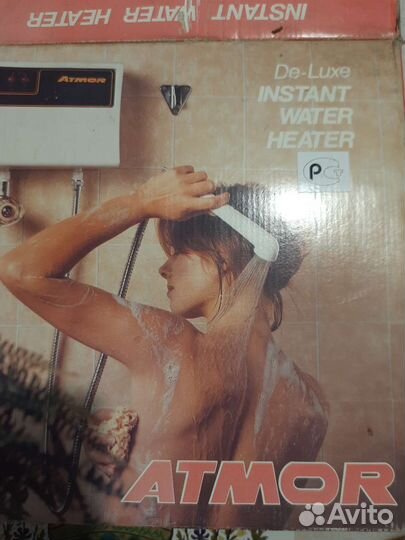 INSTANT WATER HEATER
ATMOR
De-Luxe
INSTANT
WATER
HEATER
ATMOR
Avito